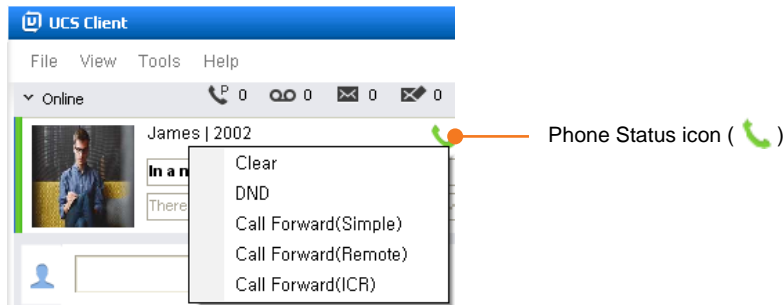 UCS Client
File View Tools Help
Online P 0 0 0 0
James | 2002
Phone Status icon ( )
In a
Clear
DND
There
Call Forward(Simple)
Call Forward(Remote)
Call Forward(ICR)